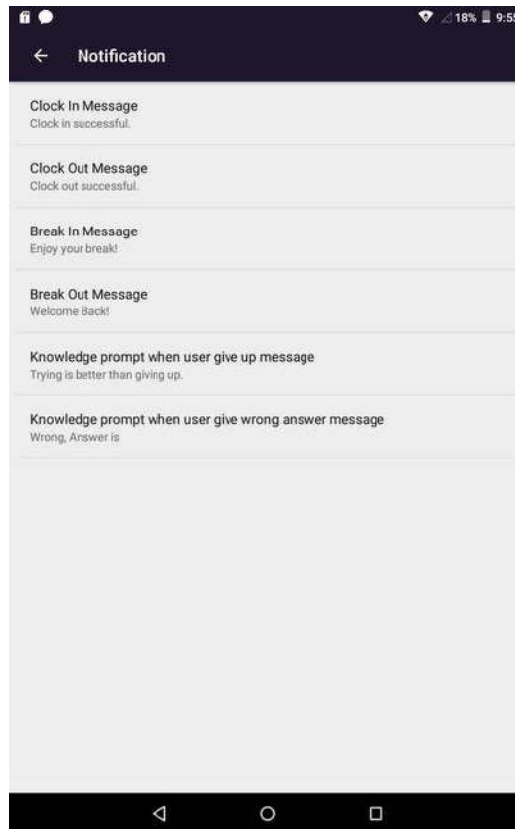 18% 9:55
Notification
Clock In Message
Clock in successful.
Clock Out Message
Clock out successful.
Break In Message
Enjoy your break!
Break Out Message
Welcome Back!
Knowledge prompt when user give up message
Trying is better than giving up.
Knowledge prompt when user give wrong answer message
Wrong, Answer is